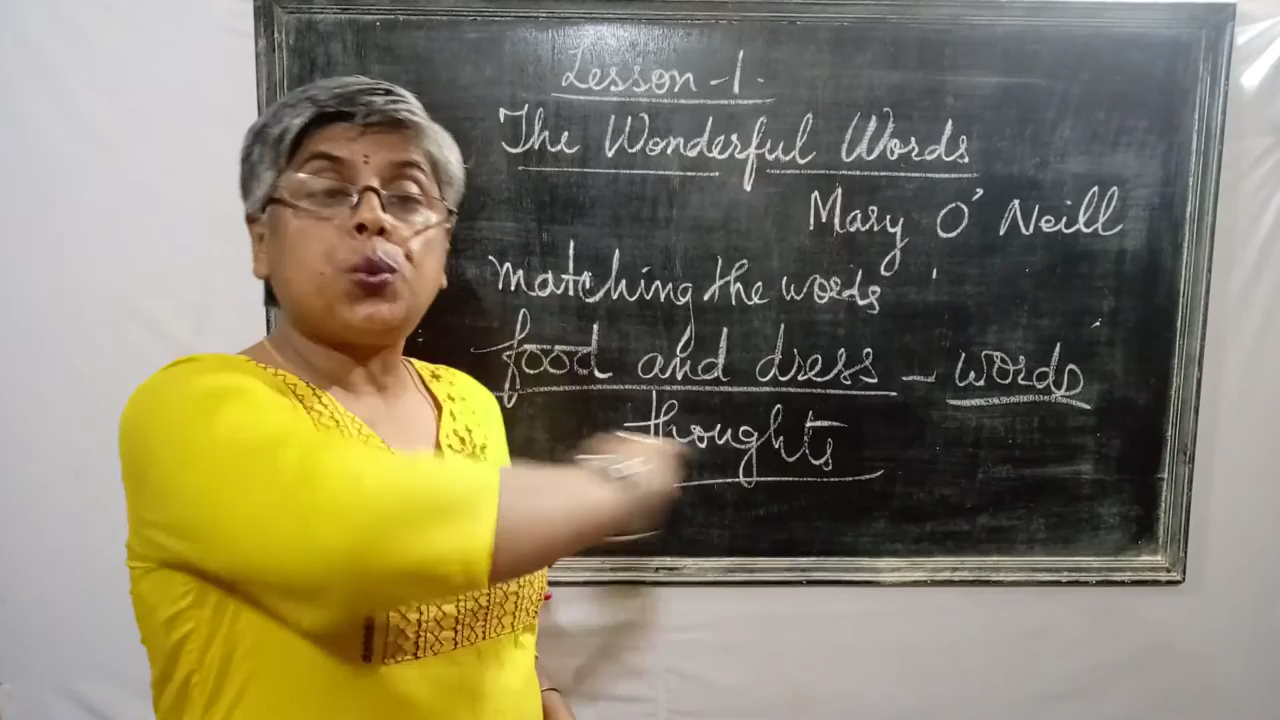 Lesson - 1.
The Wonderful Words
Mary O'Neill
matching the words
food and dress - words
thoughts